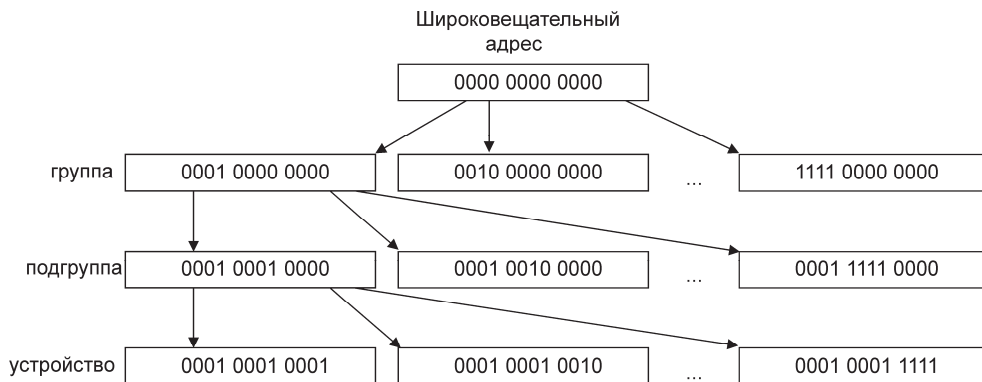 Широковещательный
адрес
0000 0000 0000
группа 0001 0000 0000 0010 0000 0000 ... 1111 0000 0000
подгруппа 0001 0001 0000 0001 0010 0000 ... 0001 1111 0000
устройство 0001 0001 0001 0001 0001 0010 ... 0001 0001 1111